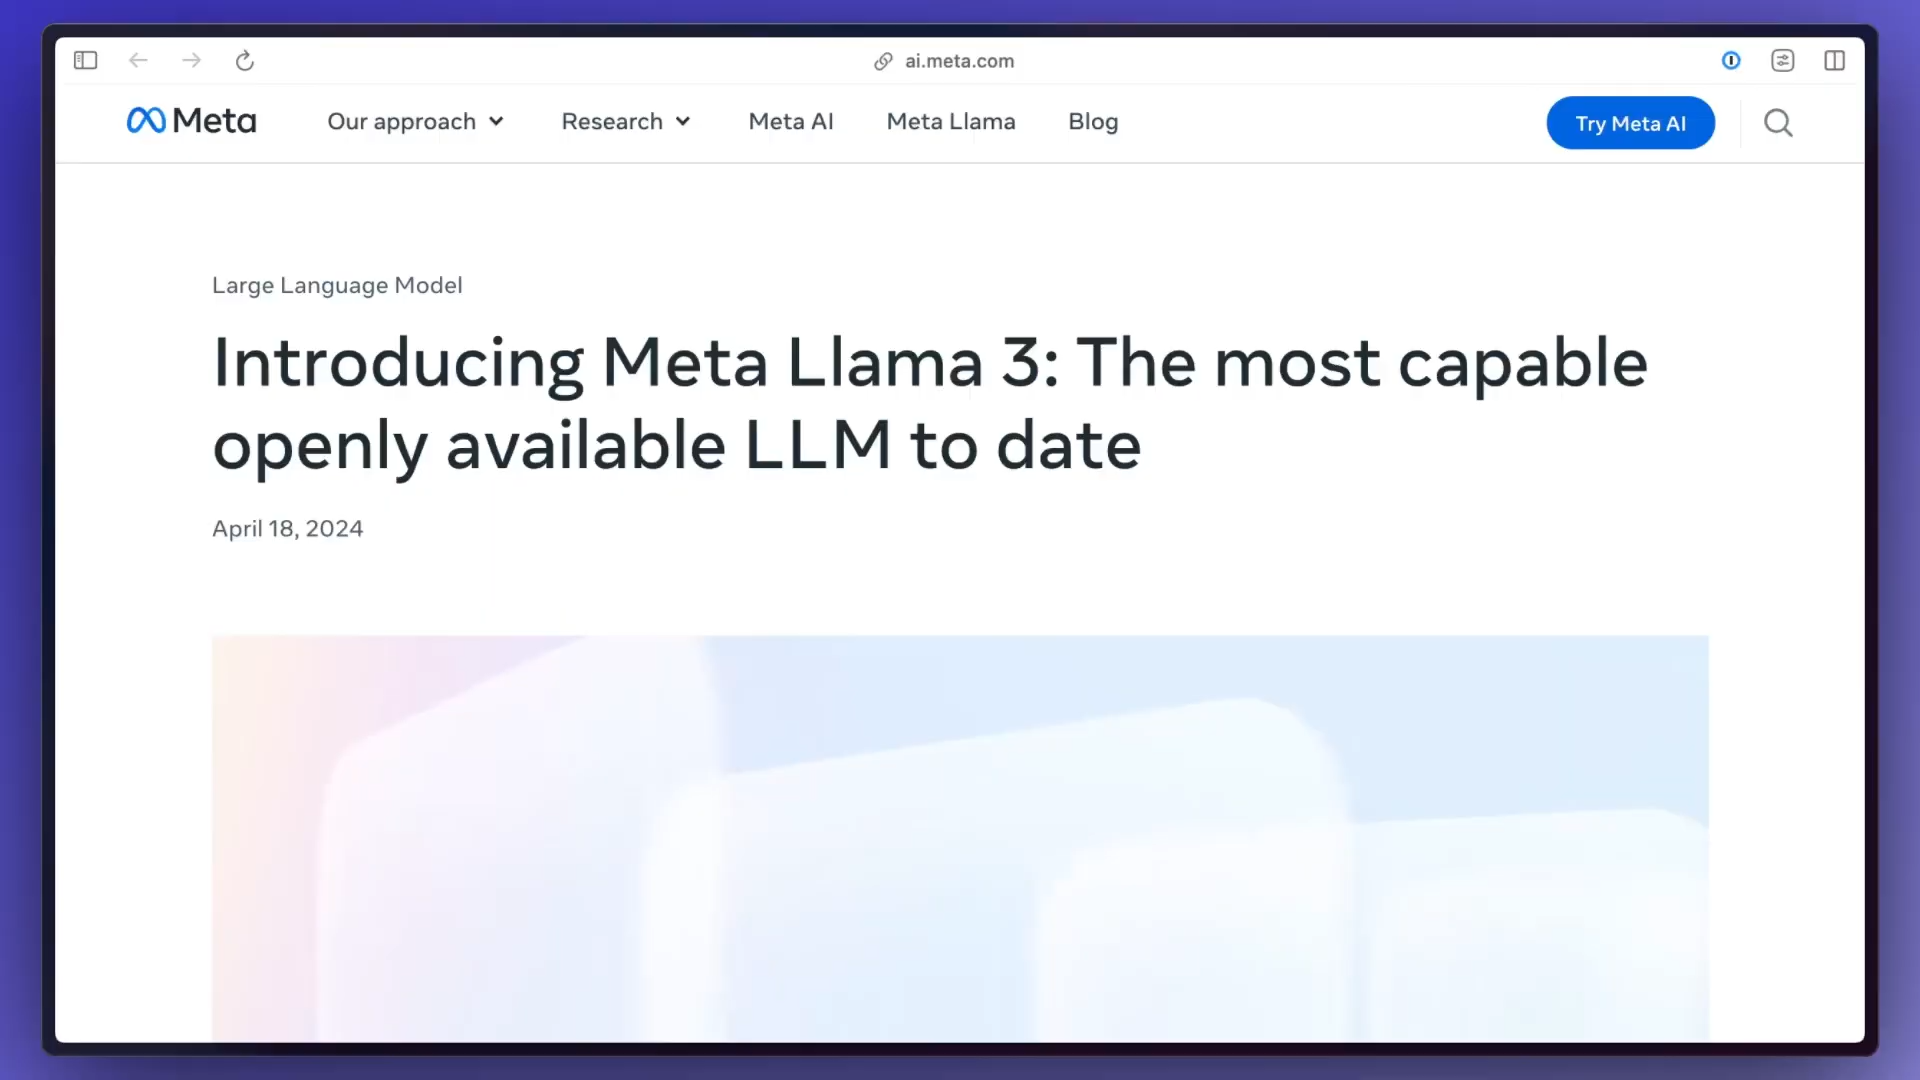 ai.meta.com
Meta
Our approach
Research
Meta AI
Meta Llama
Blog
Try Meta AI
Large Language Model
Introducing Meta Llama 3: The most capable
openly available LLM to date
April 18, 2024